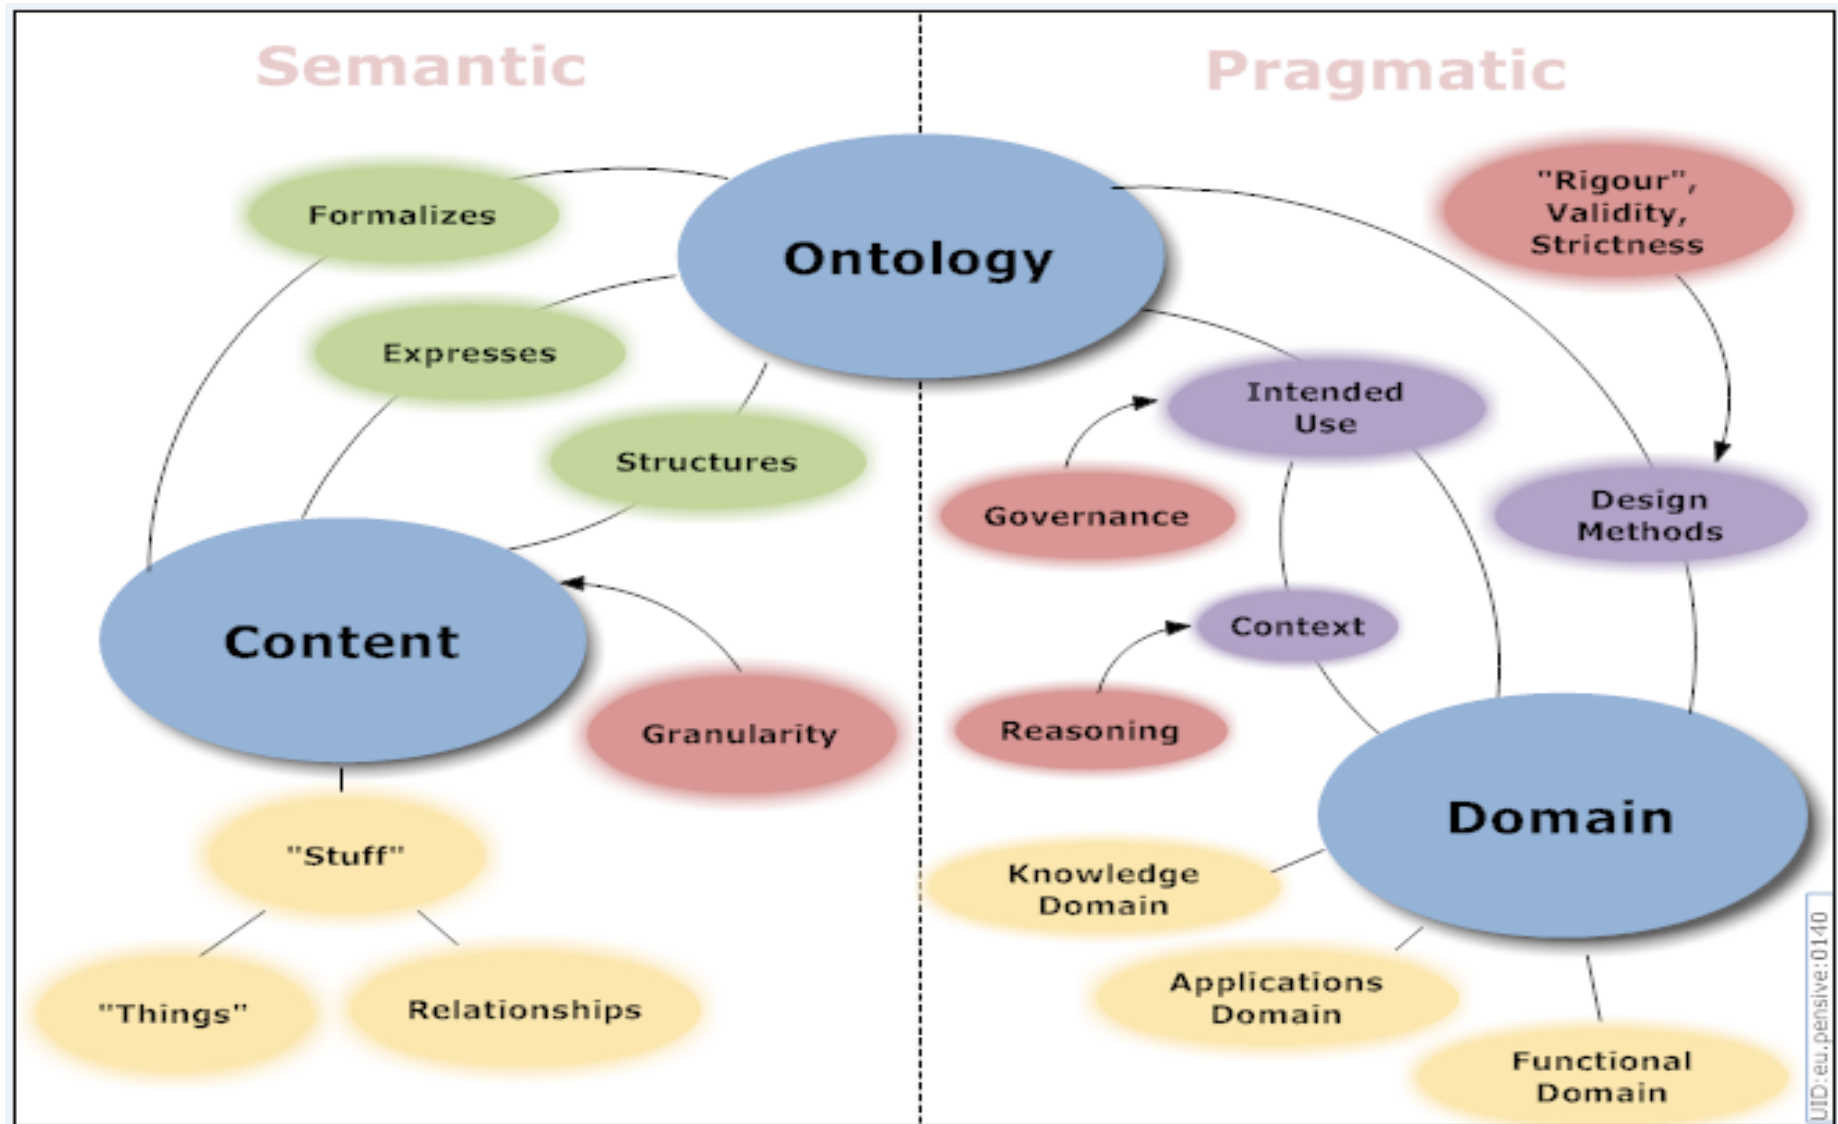 Semantic
Pragmatic
Formalizes
Ontology
"Rigour",
Validity,
Strictness
Expresses
Structures
Intended
Use
Governance
Design
Methods
Content
Context
Granularity
Reasoning
Domain
"Stuff"
Knowledge
Domain
"Things"
Relationships
Applications
Domain
Functional
Domain
UID:eu.pensive:0140